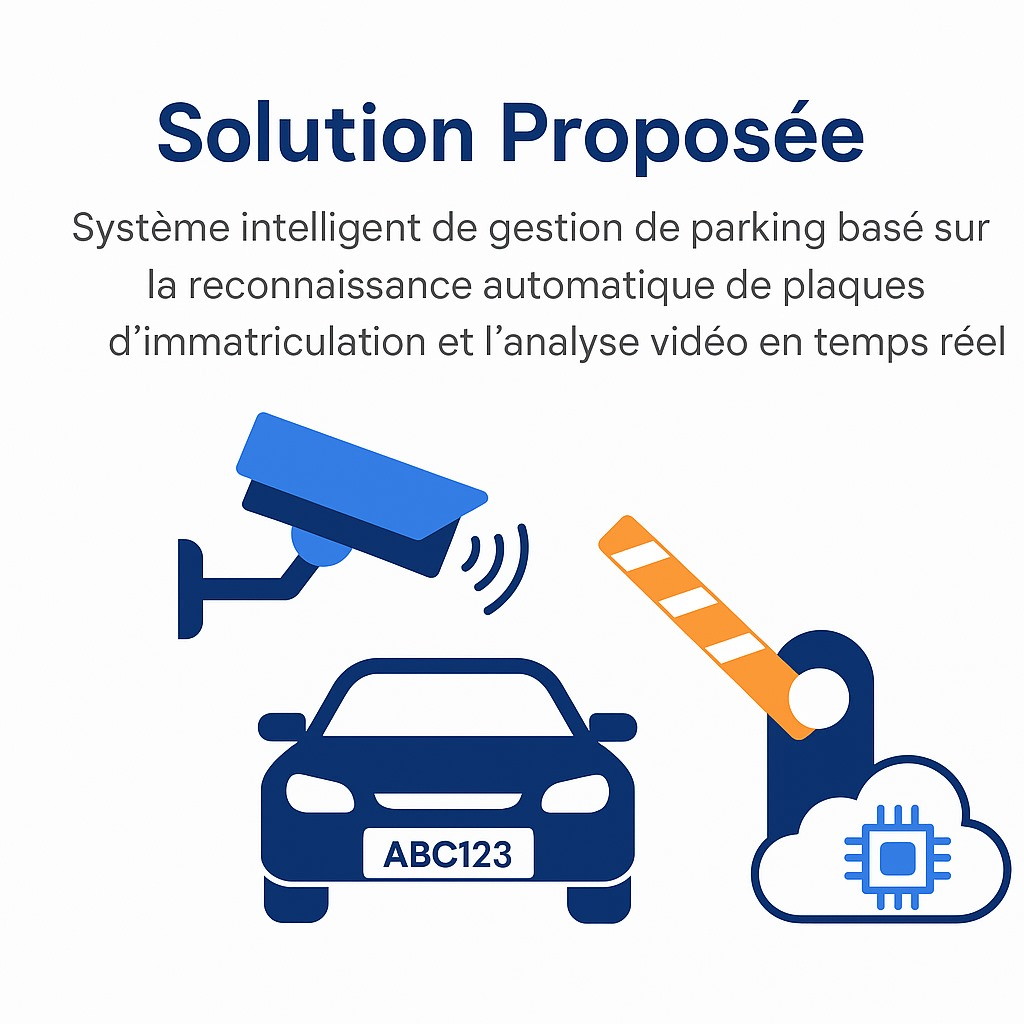 Solution Proposée
Système intelligent de gestion de parking basé sur
la reconnaissance automatique de plaques
d’immatriculation et l’analyse vidéo en temps réel
ABC123